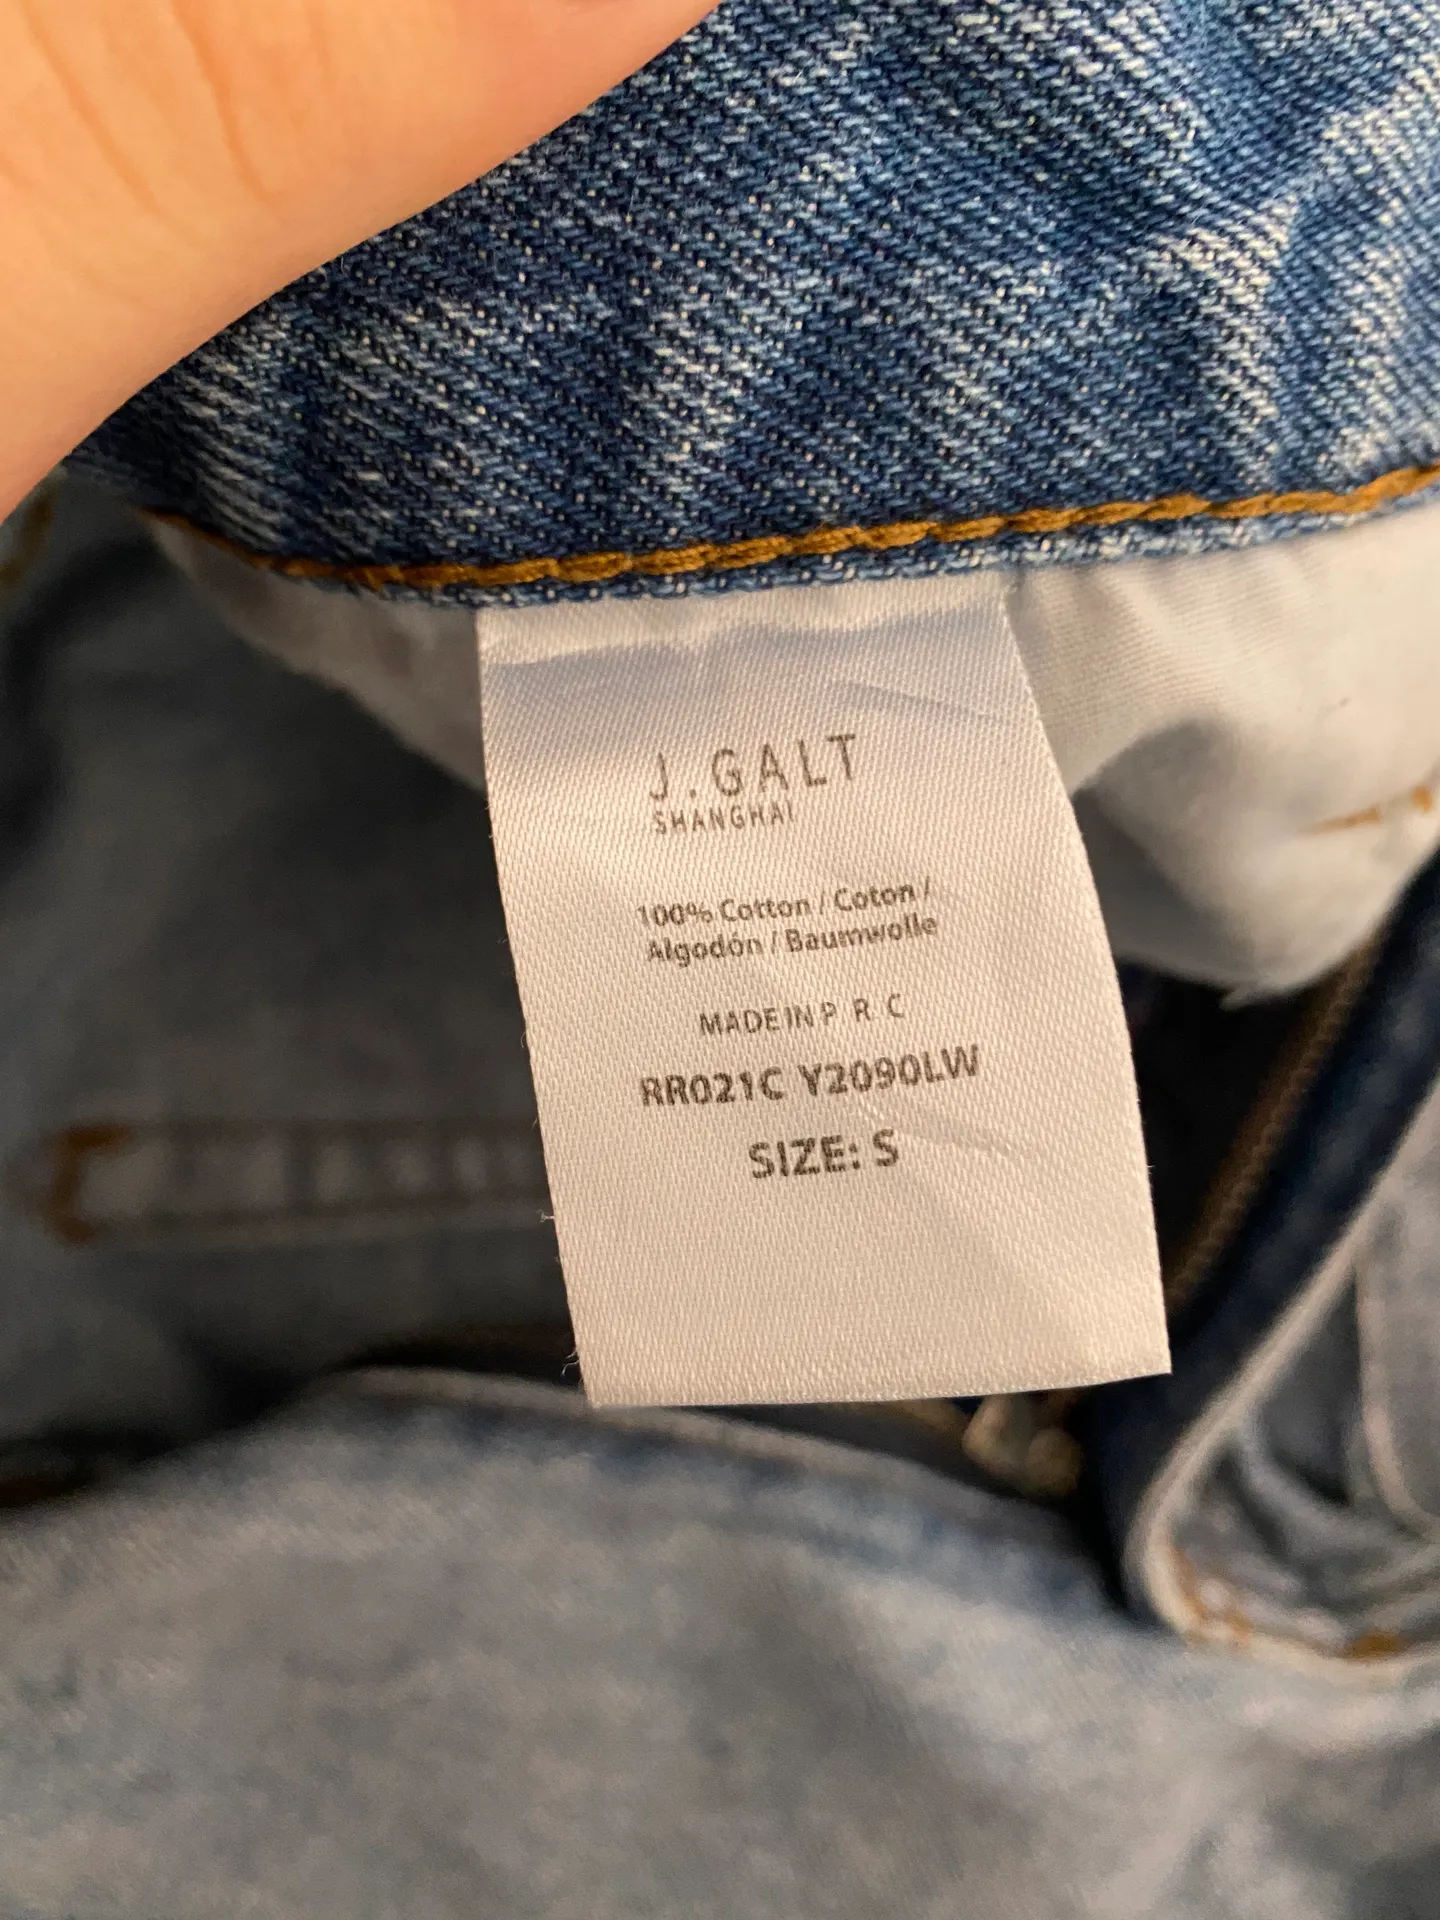 J.GALT
SHANGHAI
100% Cotton / Coton /
Algodón / Baumwolle
MADE IN P R C
RR021C Y2090LW
SIZE: S